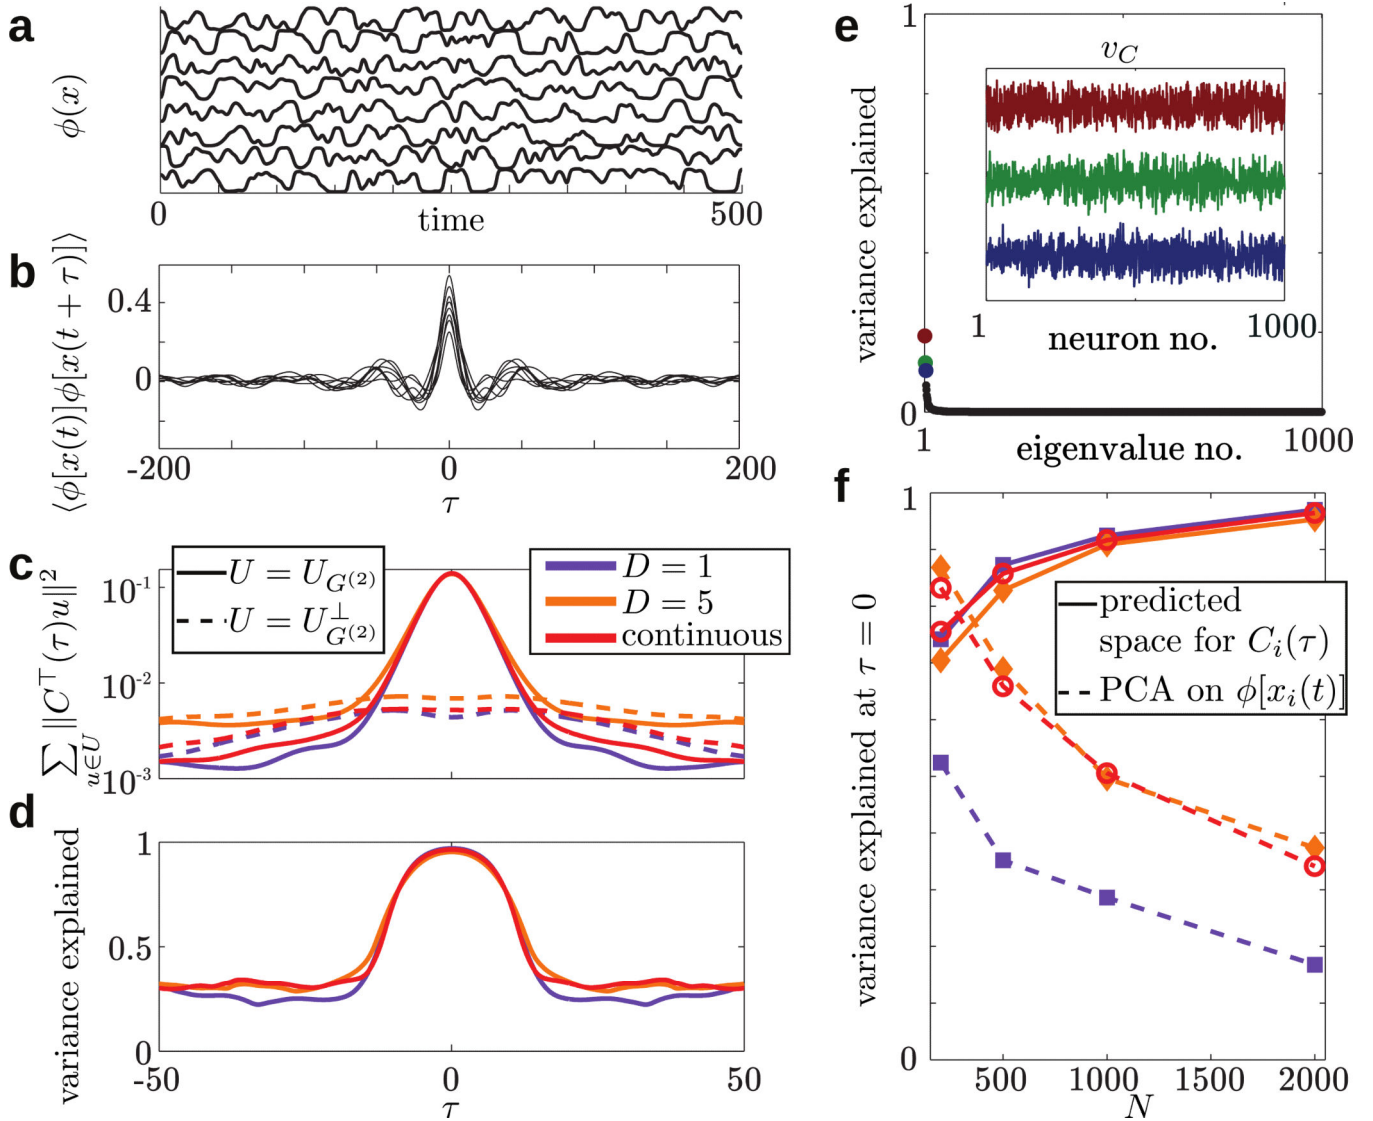 a
ϕ(x)
0
time
500
b
⟨ϕ[x(t)]ϕ[x(t + τ)]⟩
0.4
0
-200
0
200
τ
c
U = U_{G^{(2)}}
U = U^⊥_{G^{(2)}}
D = 1
D = 5
continuous
∑_{u∈U} ||C^⊤(τ)u||^2
10^{-1}
10^{-2}
10^{-3}
d
variance explained
1
0.5
0
-50
0
50
τ
e
variance explained
1
0
v_C
1
1000
neuron no.
1
1000
eigenvalue no.
f
variance explained at τ = 0
1
0
predicted
space for C_i(τ)
PCA on ϕ[x_i(t)]
500
1000
1500
2000
N